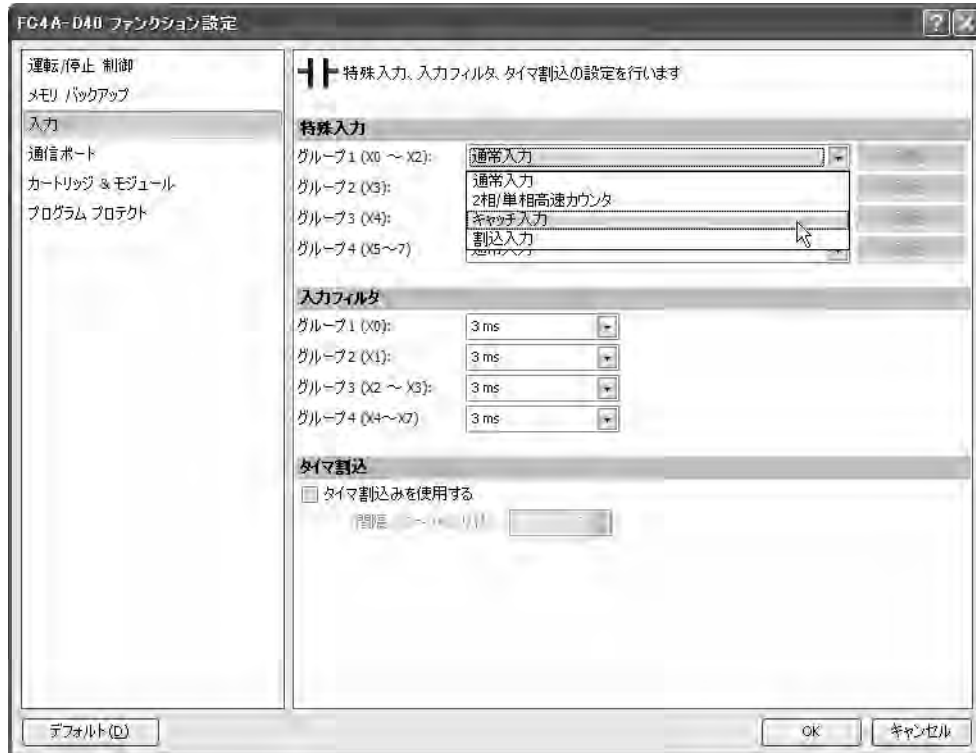 FC4A-D40 ファンクション設定
運転/停止 制御
メモリ バックアップ
入力
通信ポート
カートリッジ & モジュール
プログラム プロテクト
特殊入力、入力フィルタ、タイマ割込の設定を行います
特殊入力
グループ1 (X0 ～ X2): 通常入力
通常入力
グループ2 (X3): 2相/単相高速カウンタ
グループ3 (X4): キャッチ入力
割込入力
グループ4 (X5～7) 通常入力
入力フィルタ
グループ1 (X0): 3 ms
グループ2 (X1): 3 ms
グループ3 (X2 ～ X3): 3 ms
グループ4 (X4～X7) 3 ms
タイマ割込
タイマ割込みを使用する
デフォルト(D) OK キャンセル